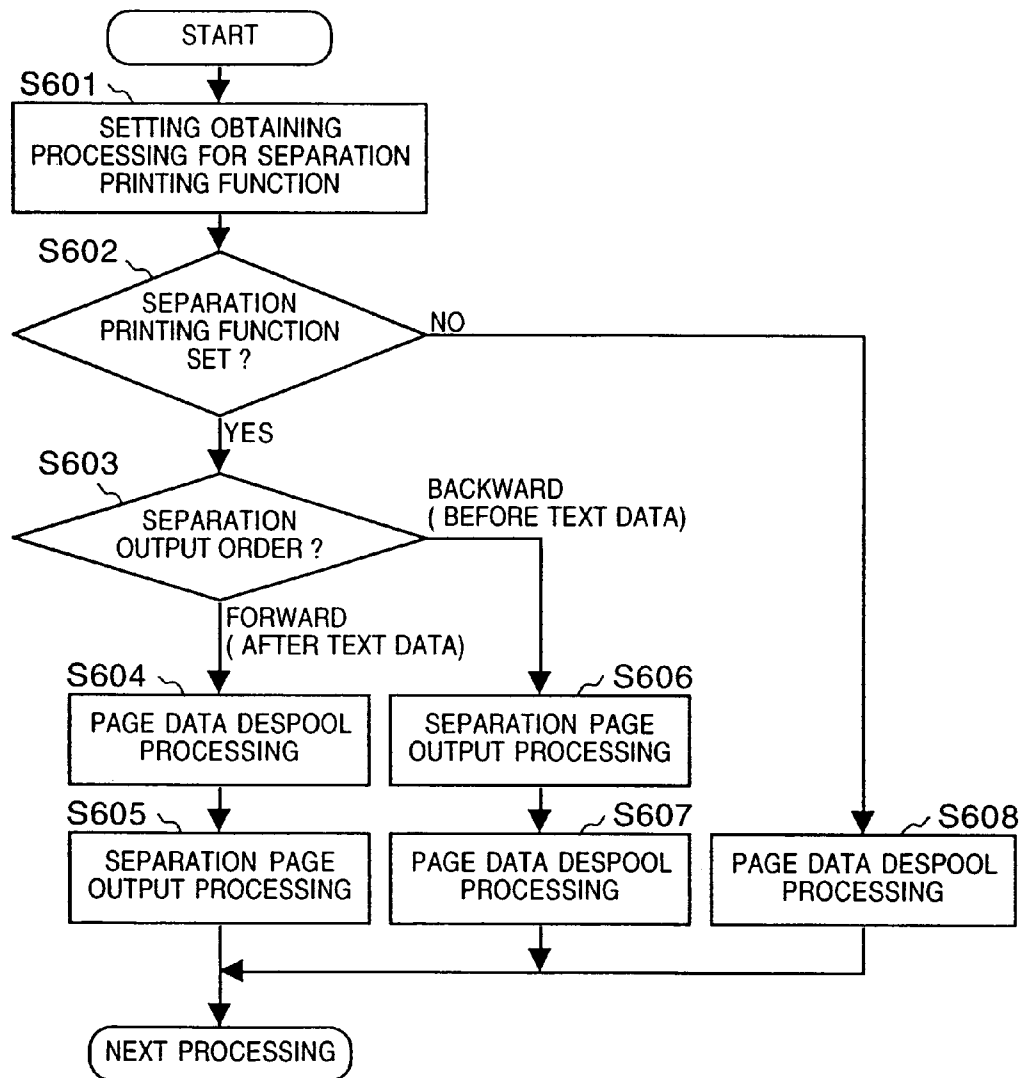 START
S601
SETTING OBTAINING
PROCESSING FOR SEPARATION
PRINTING FUNCTION
S602
SEPARATION
PRINTING FUNCTION
SET ?
NO
YES
S603
SEPARATION
OUTPUT ORDER ?
BACKWARD
( BEFORE TEXT DATA)
FORWARD
( AFTER TEXT DATA)
S604
PAGE DATA DESPOOL
PROCESSING
S606
SEPARATION PAGE
OUTPUT PROCESSING
S605
SEPARATION PAGE
OUTPUT PROCESSING
S607
PAGE DATA DESPOOL
PROCESSING
S608
PAGE DATA DESPOOL
PROCESSING
NEXT PROCESSING